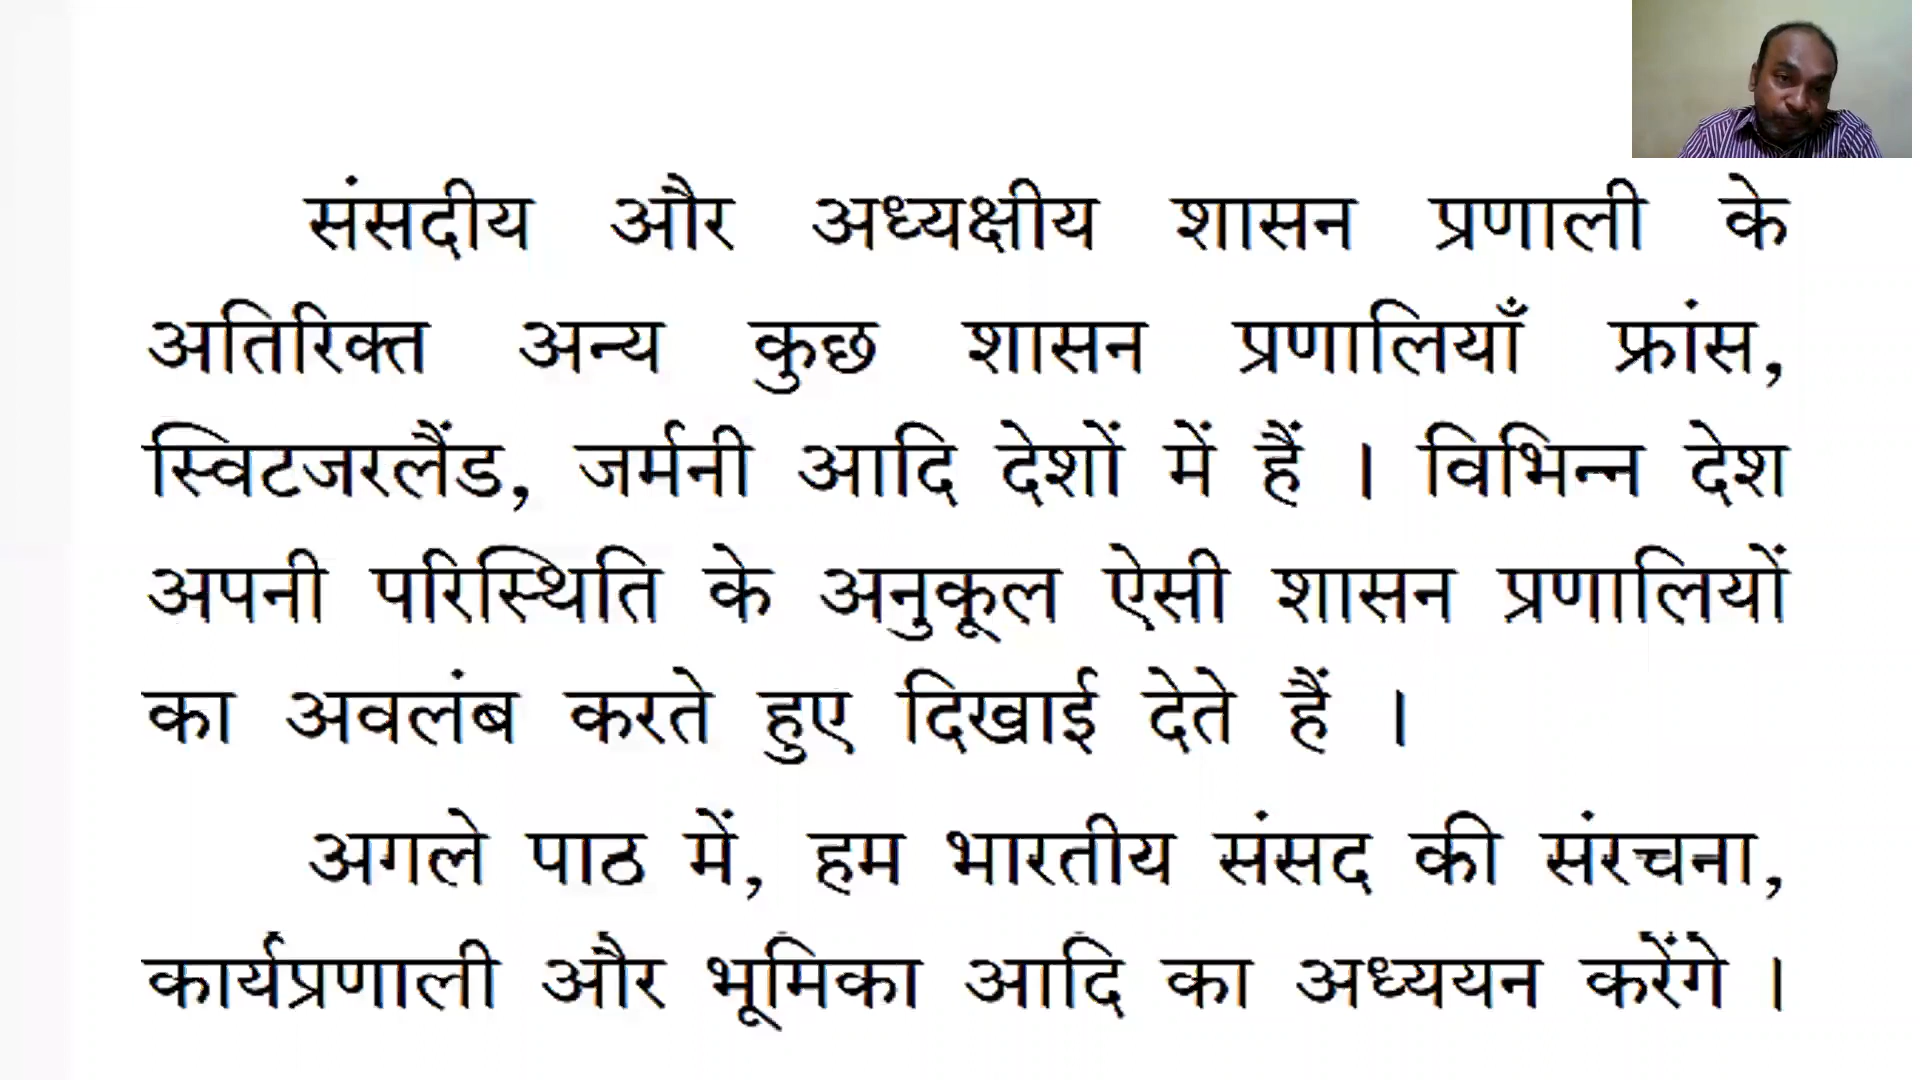 संसदीय और अध्यक्षीय शासन प्रणाली के
अतिरिक्त अन्य कुछ शासन प्रणालियाँ फ्रांस,
स्विटजरलैंड, जर्मनी आदि देशों में हैं । विभिन्न देश
अपनी परिस्थिति के अनुकूल ऐसी शासन प्रणालियों
का अवलंब करते हुए दिखाई देते हैं ।
अगले पाठ में, हम भारतीय संसद की संरचना,
कार्यप्रणाली और भूमिका आदि का अध्ययन करेंगे ।